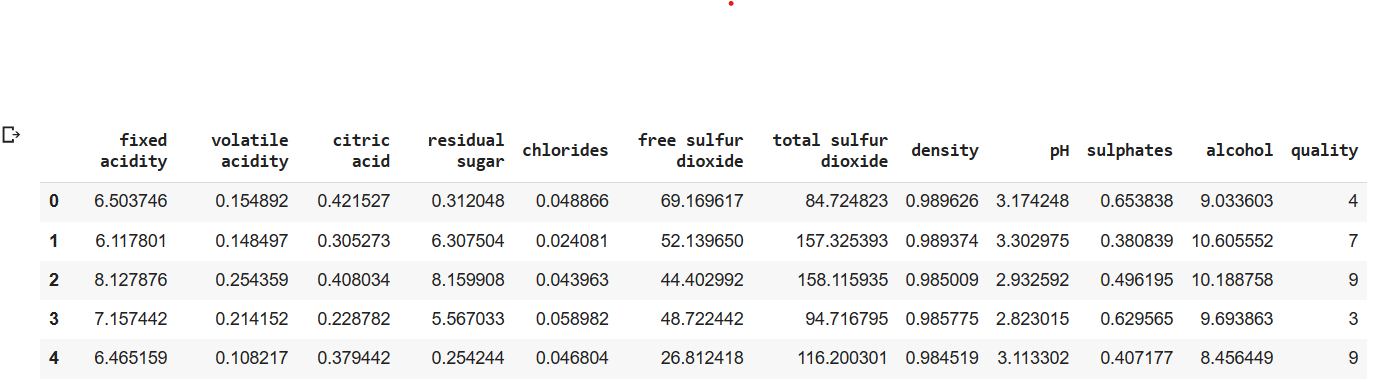 fixed acidity volatile acidity citric acid residual sugar chlorides free sulfur dioxide total sulfur dioxide density pH sulphates alcohol quality
0 6.503746 0.154892 0.421527 0.312048 0.048866 69.169617 84.724823 0.989626 3.174248 0.653838 9.033603 4
1 6.117801 0.148497 0.305273 6.307504 0.024081 52.139650 157.325393 0.989374 3.302975 0.380839 10.605552 7
2 8.127876 0.254359 0.408034 8.159908 0.043963 44.402992 158.115935 0.985009 2.932592 0.496195 10.188758 9
3 7.157442 0.214152 0.228782 5.567033 0.058982 48.722442 94.716795 0.985775 2.823015 0.629565 9.693863 3
4 6.465159 0.108217 0.379442 0.254244 0.046804 26.812418 116.200301 0.984519 3.113302 0.407177 8.456449 9